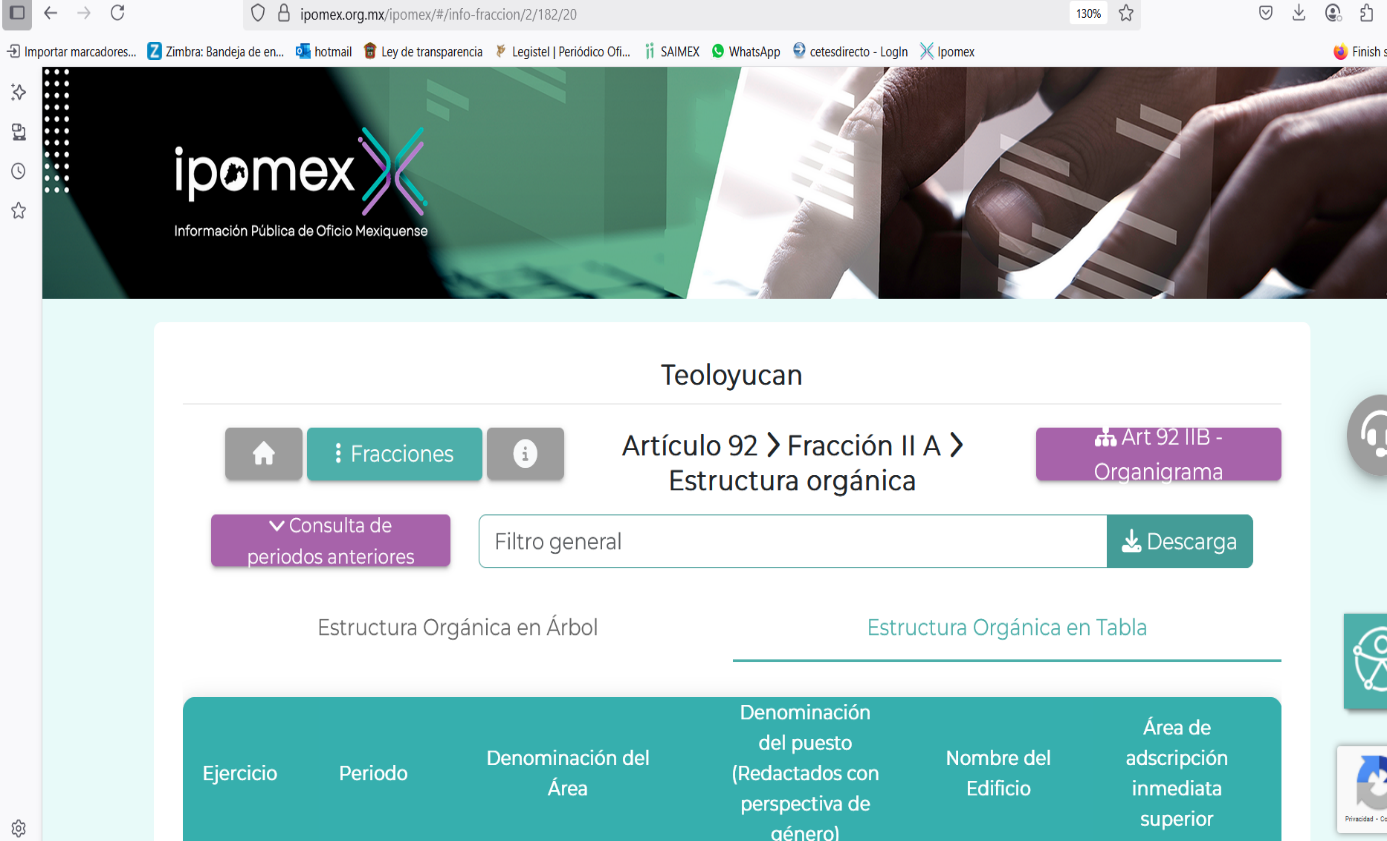 ipomex.org.mx/ipomex/#/info-fraccion/2/182/20
130%
Importar marcadores...
Zimbra: Bandeja de en...
hotmail
Ley de transparencia
Legistel | Periódico Ofi...
SAIMEX
WhatsApp
cetesdirecto - LogIn
Ipomex
Finish s
ipomex
Información Pública de Oficio Mexiquense
Teoloyucan
Fracciones
Artículo 92 > Fracción II A >
Estructura orgánica
Art 92 IIB -
Organigrama
Consulta de
periodos anteriores
Filtro general
Descarga
Estructura Orgánica en Árbol
Estructura Orgánica en Tabla
Ejercicio
Periodo
Denominación del
Área
Denominación
del puesto
(Redactados con
perspectiva de
género)
Nombre del
Edificio
Área de
adscripción
inmediata
superior
Privacidad - Co